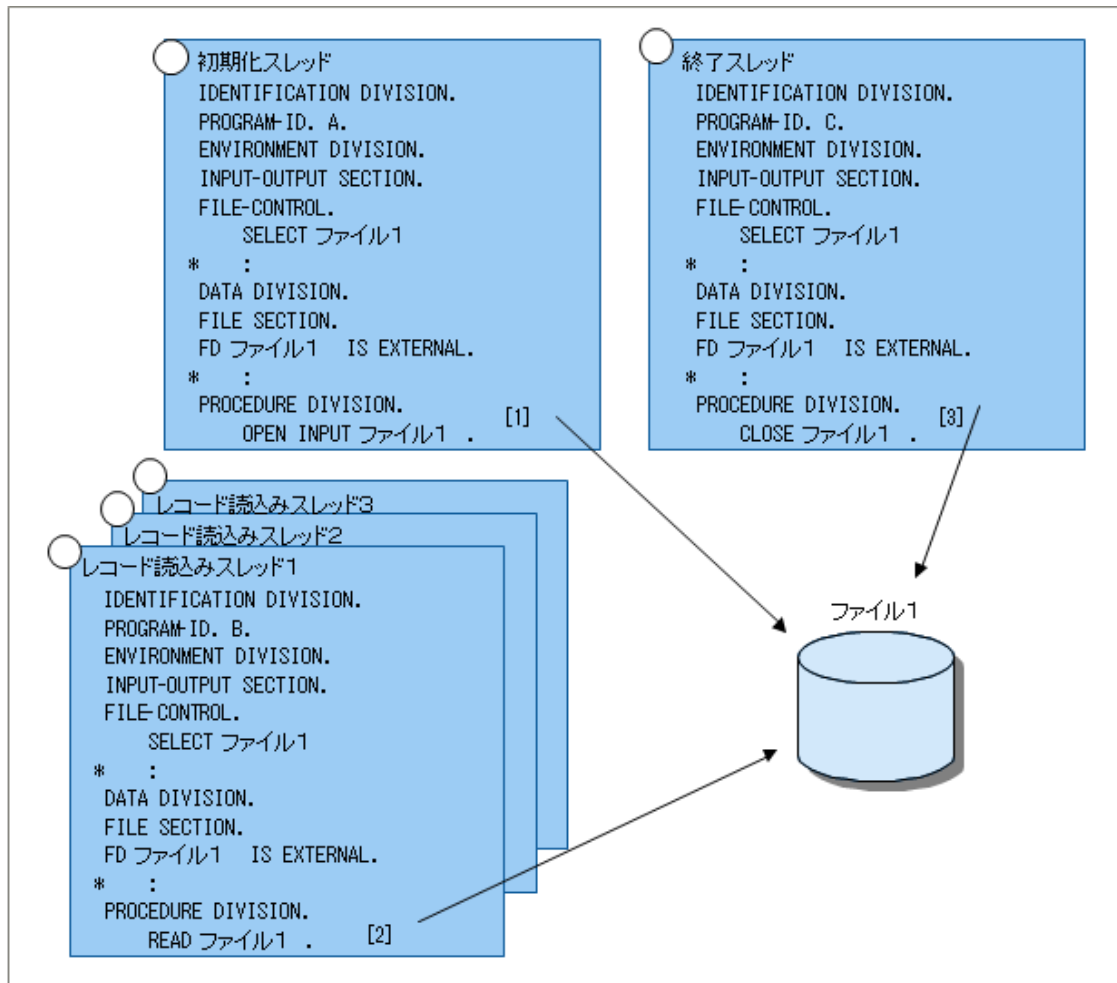 初期化スレッド
IDENTIFICATION DIVISION.
PROGRAM-ID. A.
ENVIRONMENT DIVISION.
INPUT-OUTPUT SECTION.
FILE-CONTROL.
SELECT ファイル1
* :
DATA DIVISION.
FILE SECTION.
FD ファイル1 IS EXTERNAL.
* :
PROCEDURE DIVISION.
OPEN INPUT ファイル1 .
[1]
終了スレッド
IDENTIFICATION DIVISION.
PROGRAM-ID. C.
ENVIRONMENT DIVISION.
INPUT-OUTPUT SECTION.
FILE-CONTROL.
SELECT ファイル1
* :
DATA DIVISION.
FILE SECTION.
FD ファイル1 IS EXTERNAL.
* :
PROCEDURE DIVISION.
CLOSE ファイル1 .
[3]
レコード読込みスレッド3
レコード読込みスレッド2
レコード読込みスレッド1
IDENTIFICATION DIVISION.
PROGRAM-ID. B.
ENVIRONMENT DIVISION.
INPUT-OUTPUT SECTION.
FILE-CONTROL.
SELECT ファイル1
* :
DATA DIVISION.
FILE SECTION.
FD ファイル1 IS EXTERNAL.
* :
PROCEDURE DIVISION.
READ ファイル1 .
[2]
ファイル1